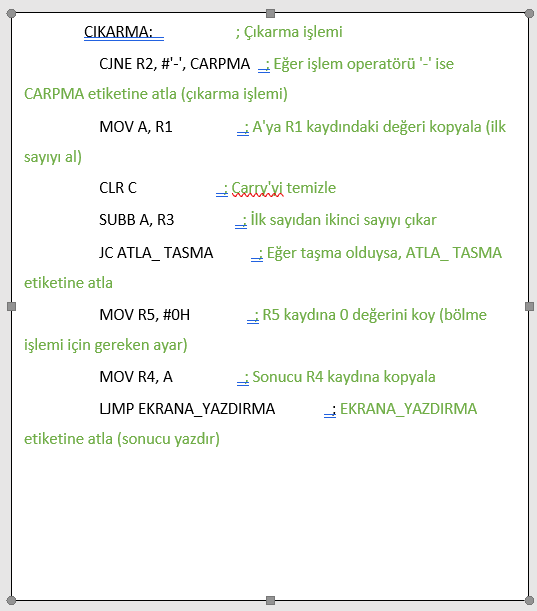 CIKARMA: ; Çıkarma işlemi
CJNE R2, #'-', CARPMA ; Eğer işlem operatörü '-' ise
CARPMA etiketine atla (çıkarma işlemi)
MOV A, R1 ; A'ya R1 kaydındaki değeri kopyala (ilk
sayıyı al)
CLR C ; Carry'yi temizle
SUBB A, R3 ; İlk sayıdan ikinci sayıyı çıkar
JC ATLA_ TASMA ; Eğer taşma olduysa, ATLA_ TASMA
etiketine atla
MOV R5, #0H ; R5 kaydına 0 değerini koy (bölme
işlemi için gereken ayar)
MOV R4, A ; Sonucu R4 kaydına kopyala
LJMP EKRANA_YAZDIRMA ; EKRANA_YAZDIRMA
etiketine atla (sonucu yazdır)